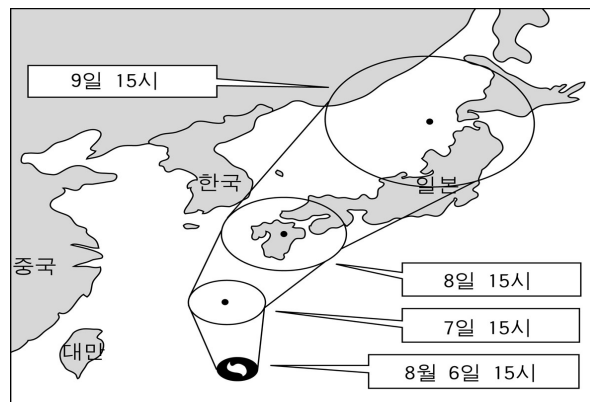 9일 15시
한국
일본
중국
8일 15시
7일 15시
대만
8월 6일 15시